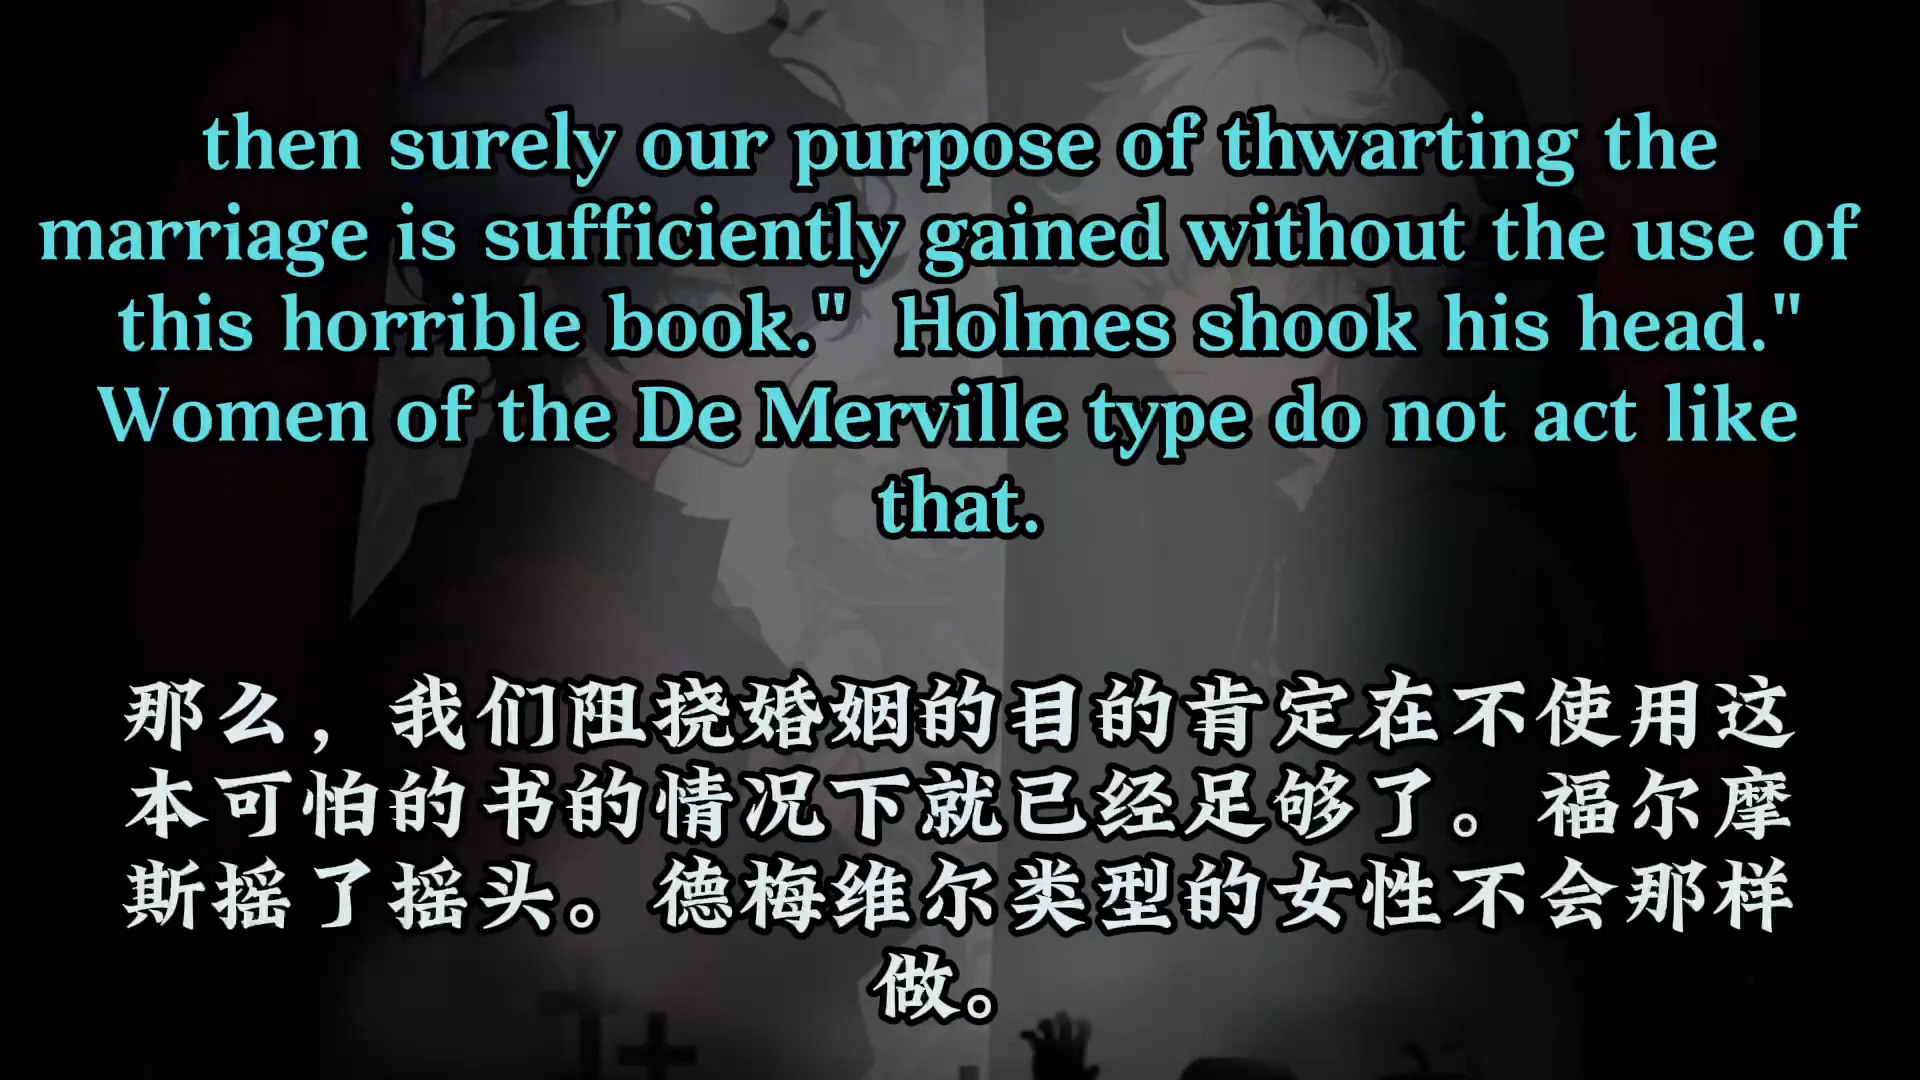 then surely our purpose of thwarting the
marriage is sufficiently gained without the use of
this horrible book."  Holmes shook his head."
Women of the De Merville type do not act like
that.
那么，我们阻挠婚姻的目的肯定在不使用这
本可怕的书的情况下就已经足够了。福尔摩
斯摇了摇头。德梅维尔类型的女性不会那样
做。